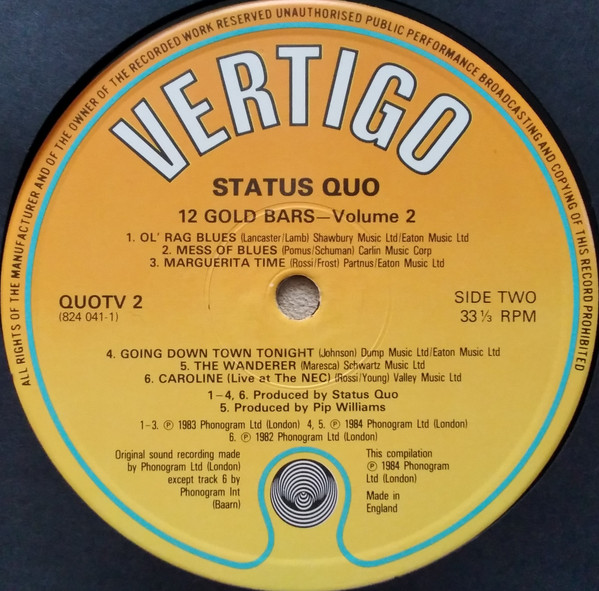 ALL RIGHTS OF THE MANUFACTURER AND OF THE OWNER OF THE RECORDED WORK RESERVED UNAUTHORISED PUBLIC PERFORMANCE BROADCASTING AND COPYING OF THIS RECORD PROHIBITED
VERTIGO
STATUS QUO
12 GOLD BARS—Volume 2
1. OL' RAG BLUES (Lancaster/Lamb) Shawbury Music Ltd/Eaton Music Ltd
2. MESS OF BLUES (Pomus/Schuman) Carlin Music Corp
3. MARGUERITA TIME (Rossi/Frost) Partnus/Eaton Music Ltd
QUOTV 2
(824 041-1)
SIDE TWO
33⅓ RPM
4. GOING DOWN TOWN TONIGHT (Johnson) Dump Music Ltd/Eaton Music Ltd
5. THE WANDERER (Maresca) Schwartz Music Ltd
6. CAROLINE (Live at The NEC) (Rossi/Young) Valley Music Ltd
1–4, 6. Produced by Status Quo
5. Produced by Pip Williams
1–3. ℗ 1983 Phonogram Ltd (London) 4, 5. ℗ 1984 Phonogram Ltd (London)
6. ℗ 1982 Phonogram Ltd (London)
Original sound recording made
by Phonogram Ltd (London)
except track 6 by
Phonogram Int
(Baarn)
This compilation
℗ 1984 Phonogram
Ltd (London)
Made in
England